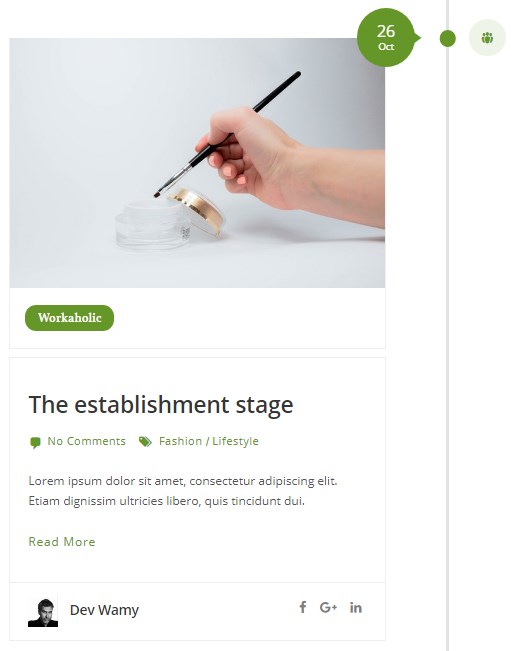 26
Oct
Workaholic
The establishment stage
No Comments Fashion / Lifestyle
Lorem ipsum dolor sit amet, consectetur adipiscing elit.
Etiam dignissim ultricies libero, quis tincidunt dui.
Read More
Dev Wamy
f G+ in